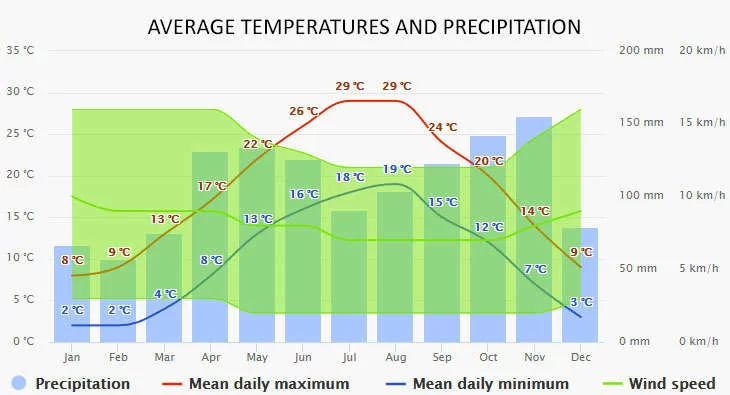 AVERAGE TEMPERATURES AND PRECIPITATION
35 °C 200 mm 20 km/h
30 °C 29 °C 29 °C
26 °C
25 °C 22 °C 24 °C 150 mm 15 km/h
20 °C 17 °C 16 °C 18 °C 19 °C 20 °C
15 °C 13 °C 13 °C 15 °C 12 °C 14 °C 100 mm 10 km/h
10 °C 8 °C 9 °C 8 °C 7 °C 9 °C 50 mm 5 km/h
5 °C 2 °C 2 °C 4 °C 3 °C
0 °C 0 mm 0 km/h
Jan Feb Mar Apr May Jun Jul Aug Sep Oct Nov Dec
Precipitation Mean daily maximum Mean daily minimum Wind speed